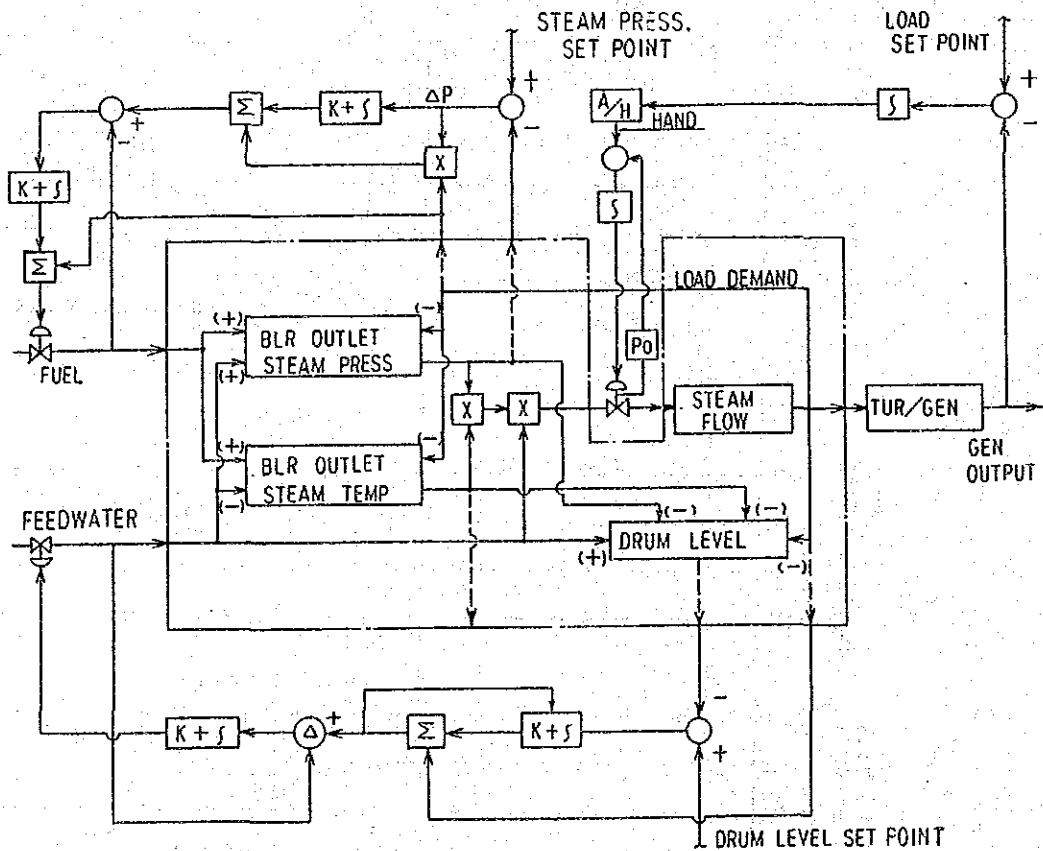 STEAM PRESS.
SET POINT
LOAD
SET POINT
+
-
+
-
ΔP
K+∫
Σ
+
-
A/H
HAND
∫
∫
X
K+∫
Σ
FUEL
LOAD DEMAND
(+)
(-)
BLR OUTLET
STEAM PRESS
(+)
Po
X
X
STEAM
FLOW
TUR/GEN
GEN
OUTPUT
(+)
(-)
BLR OUTLET
STEAM TEMP
(-)
FEEDWATER
(-)
(-)
DRUM LEVEL
(+)
(-)
K+∫
Δ
+
Σ
K+∫
-
+
DRUM LEVEL SET POINT